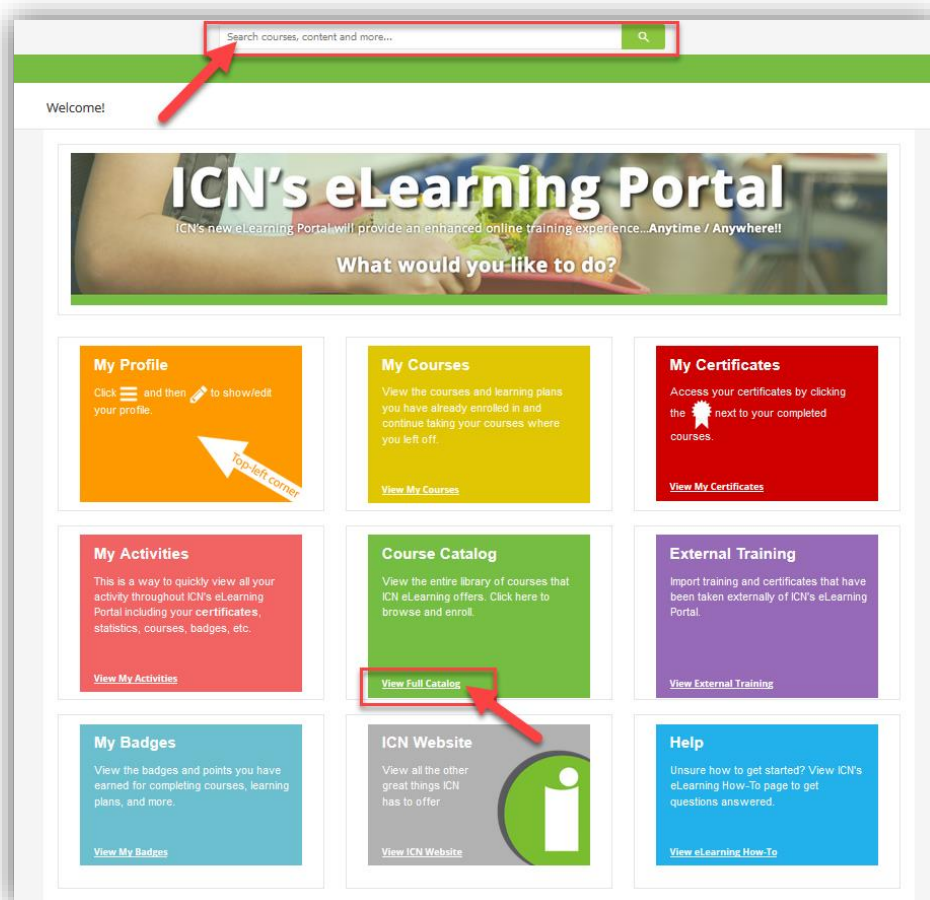 Search courses, content and more...
Welcome!
ICN's eLearning Portal
ICN's new eLearning Portal will provide an enhanced online training experience...Anytime / Anywhere!!
What would you like to do?
My Profile
Click and then to show/edit
your profile.
Top-left corner
My Courses
View the courses and learning plans
you have already enrolled in and
continue taking your courses where
you left off.
View My Courses
My Certificates
Access your certificates by clicking
the next to your completed
courses.
View My Certificates
My Activities
This is a way to quickly view all your
activity throughout ICN's eLearning
Portal including your certificates,
statistics, courses, badges, etc.
View My Activities
Course Catalog
View the entire library of courses that
ICN eLearning offers. Click here to
browse and enroll.
View Full Catalog
External Training
Import training and certificates that have
been taken externally of ICN's eLearning
Portal.
View External Training
My Badges
View the badges and points you have
earned for completing courses, learning
plans, and more.
View My Badges
ICN Website
View all the other
great things ICN
has to offer
i
View ICN Website
Help
Unsure how to get started? View ICN's
eLearning How-To page to get
questions answered.
View eLearning How-To